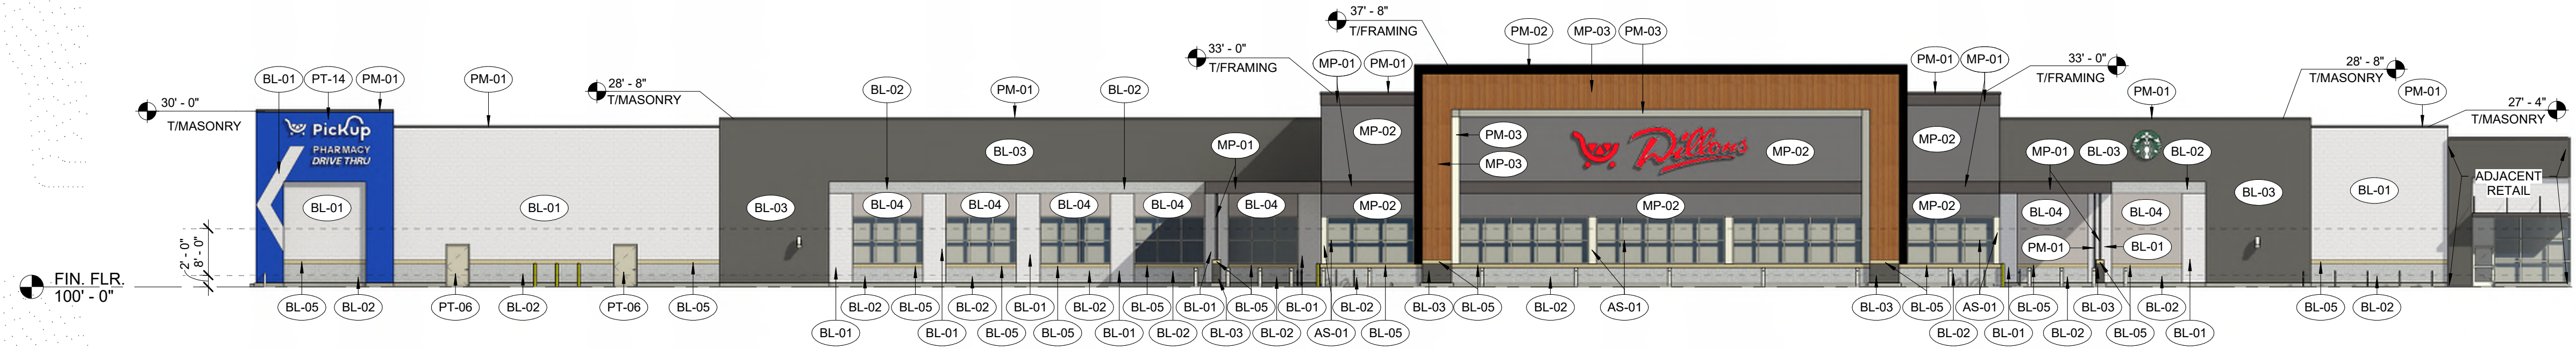 37' - 8"
T/FRAMING
PM-02
MP-03
PM-03
33' - 0"
T/FRAMING
MP-01
PM-01
PM-01
MP-01
33' - 0"
T/FRAMING
28' - 8"
T/MASONRY
BL-01
PT-14
PM-01
PM-01
28' - 8"
T/MASONRY
BL-02
PM-01
BL-02
PM-01
PM-01
30' - 0"
T/MASONRY
27' - 4"
T/MASONRY
Pickup
PHARMACY
DRIVE THRU
BL-03
MP-01
MP-02
PM-03
MP-03
Dillons
MP-02
MP-02
MP-01
BL-03
BL-02
ADJACENT
RETAIL
BL-01
BL-01
BL-03
BL-04
BL-04
BL-04
BL-04
BL-04
MP-02
MP-02
MP-02
BL-04
BL-04
BL-03
BL-01
PM-01
BL-01
2' - 0"
8' - 0"
FIN. FLR.
100' - 0"
BL-05
BL-02
PT-06
BL-02
PT-06
BL-05
BL-02
BL-05
BL-02
BL-01
BL-02
BL-05
BL-01
BL-05
BL-01
BL-02
BL-03
BL-05
BL-02
AS-01
BL-03
BL-05
AS-01
BL-05
BL-03
BL-02
BL-05
BL-02
BL-01
BL-01
BL-05
BL-05
BL-01
BL-02
BL-03
BL-02
AS-01
BL-05
BL-02
BL-01
BL-02
BL-05
BL-01